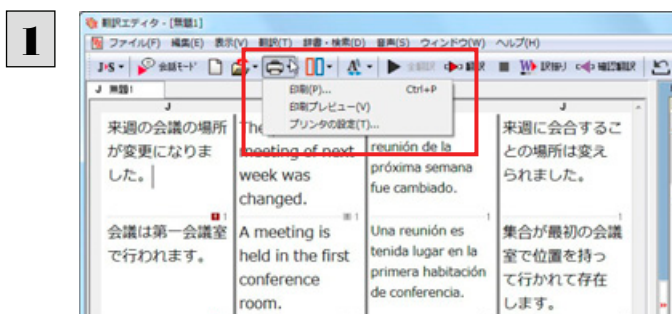 1
翻訳エディタ - [無題1]
ファイル(F) 編集(E) 表示(V) 翻訳(T) 辞書・検索(D) 音声(S) ウィンドウ(W) ヘルプ(H)
J▸S 会話モード 全翻訳 翻訳 訳振り 確認翻訳
J 無題1
印刷(P)... Ctrl+P
印刷プレビュー(V)
プリンタの設定(T)...
J
J
来週の会議の場所
が変更になりま
した。
meeting of next
week was
changed.
reunión de la
próxima semana
fue cambiado.
来週に会合するこ
との場所は変え
られました。
1
1
1
会議は第一会議室
で行われます。
A meeting is
held in the first
conference
room.
Una reunión es
tenida lugar en la
primera habitación
de conferencia.
集合が最初の会議
室で位置を持っ
て行かれて存在
します。